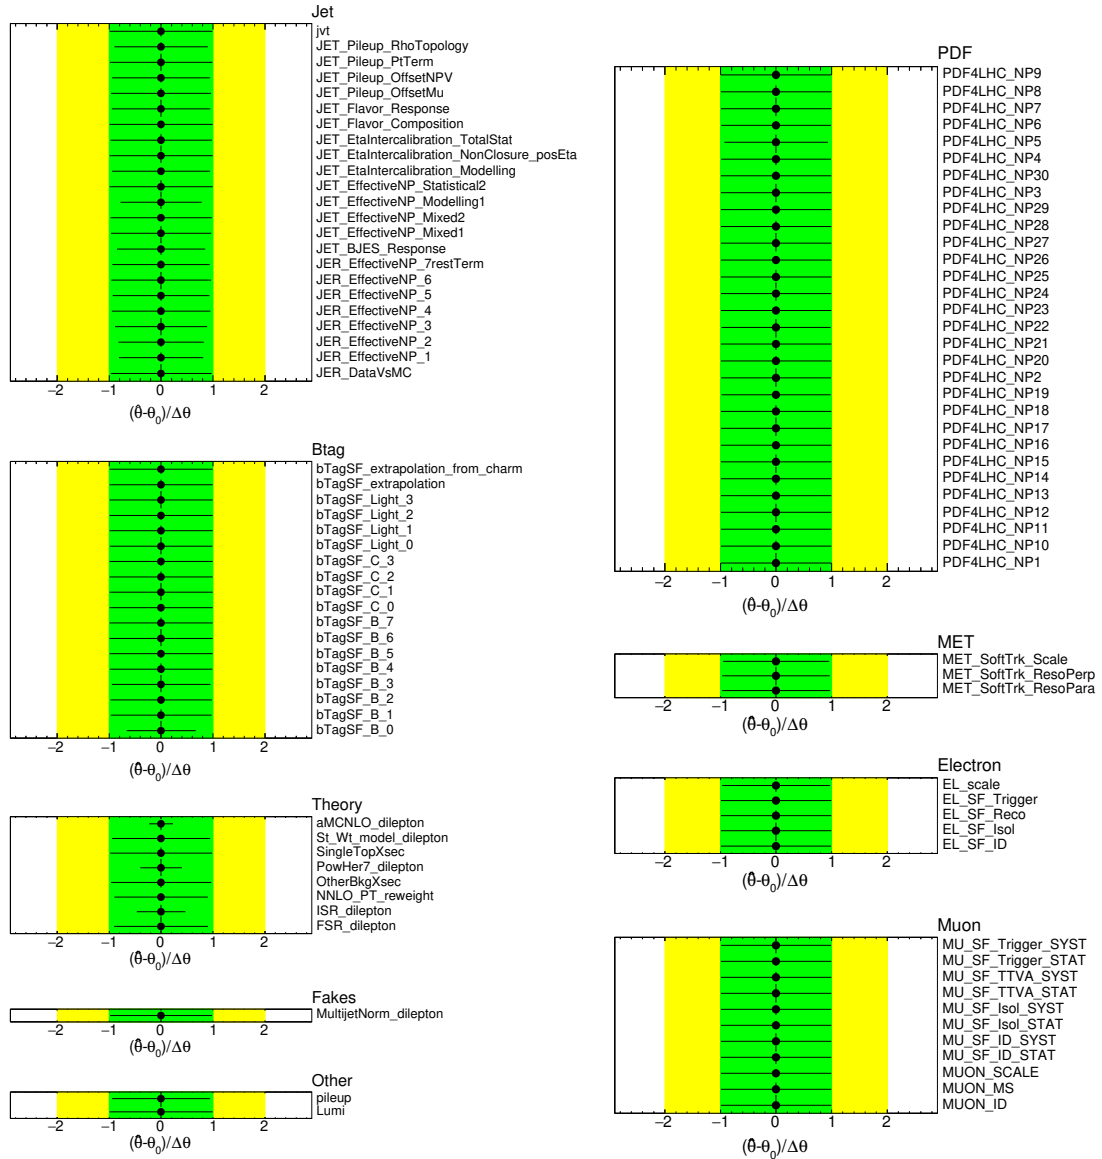 Jet
jvt
JET_Pileup_RhoTopology
JET_Pileup_PtTerm
JET_Pileup_OffsetNPV
JET_Pileup_OffsetMu
JET_Flavor_Response
JET_Flavor_Composition
JET_EtaIntercalibration_TotalStat
JET_EtaIntercalibration_NonClosure_posEta
JET_EtaIntercalibration_Modelling
JET_EffectiveNP_Statistical2
JET_EffectiveNP_Modelling1
JET_EffectiveNP_Mixed2
JET_EffectiveNP_Mixed1
JET_BJES_Response
JER_EffectiveNP_7restTerm
JER_EffectiveNP_6
JER_EffectiveNP_5
JER_EffectiveNP_4
JER_EffectiveNP_3
JER_EffectiveNP_2
JER_EffectiveNP_1
JER_DataVsMC
−2 −1 0 1 2
(θ̂-θ₀)/Δθ
Btag
bTagSF_extrapolation_from_charm
bTagSF_extrapolation
bTagSF_Light_3
bTagSF_Light_2
bTagSF_Light_1
bTagSF_Light_0
bTagSF_C_3
bTagSF_C_2
bTagSF_C_1
bTagSF_C_0
bTagSF_B_7
bTagSF_B_6
bTagSF_B_5
bTagSF_B_4
bTagSF_B_3
bTagSF_B_2
bTagSF_B_1
bTagSF_B_0
−2 −1 0 1 2
(θ̂-θ₀)/Δθ
Theory
aMCNLO_dilepton
St_Wt_model_dilepton
SingleTopXsec
PowHer7_dilepton
OtherBkgXsec
NNLO_PT_reweight
ISR_dilepton
FSR_dilepton
−2 −1 0 1 2
(θ̂-θ₀)/Δθ
Fakes
MultijetNorm_dilepton
−2 −1 0 1 2
(θ̂-θ₀)/Δθ
Other
pileup
Lumi
−2 −1 0 1 2
(θ̂-θ₀)/Δθ
PDF
PDF4LHC_NP9
PDF4LHC_NP8
PDF4LHC_NP7
PDF4LHC_NP6
PDF4LHC_NP5
PDF4LHC_NP4
PDF4LHC_NP30
PDF4LHC_NP3
PDF4LHC_NP29
PDF4LHC_NP28
PDF4LHC_NP27
PDF4LHC_NP26
PDF4LHC_NP25
PDF4LHC_NP24
PDF4LHC_NP23
PDF4LHC_NP22
PDF4LHC_NP21
PDF4LHC_NP20
PDF4LHC_NP2
PDF4LHC_NP19
PDF4LHC_NP18
PDF4LHC_NP17
PDF4LHC_NP16
PDF4LHC_NP15
PDF4LHC_NP14
PDF4LHC_NP13
PDF4LHC_NP12
PDF4LHC_NP11
PDF4LHC_NP10
PDF4LHC_NP1
−2 −1 0 1 2
(θ̂-θ₀)/Δθ
MET
MET_SoftTrk_Scale
MET_SoftTrk_ResoPerp
MET_SoftTrk_ResoPara
−2 −1 0 1 2
(θ̂-θ₀)/Δθ
Electron
EL_scale
EL_SF_Trigger
EL_SF_Reco
EL_SF_Isol
EL_SF_ID
−2 −1 0 1 2
(θ̂-θ₀)/Δθ
Muon
MU_SF_Trigger_SYST
MU_SF_Trigger_STAT
MU_SF_TTVA_SYST
MU_SF_TTVA_STAT
MU_SF_Isol_SYST
MU_SF_Isol_STAT
MU_SF_ID_SYST
MU_SF_ID_STAT
MUON_SCALE
MUON_MS
MUON_ID
−2 −1 0 1 2
(θ̂-θ₀)/Δθ